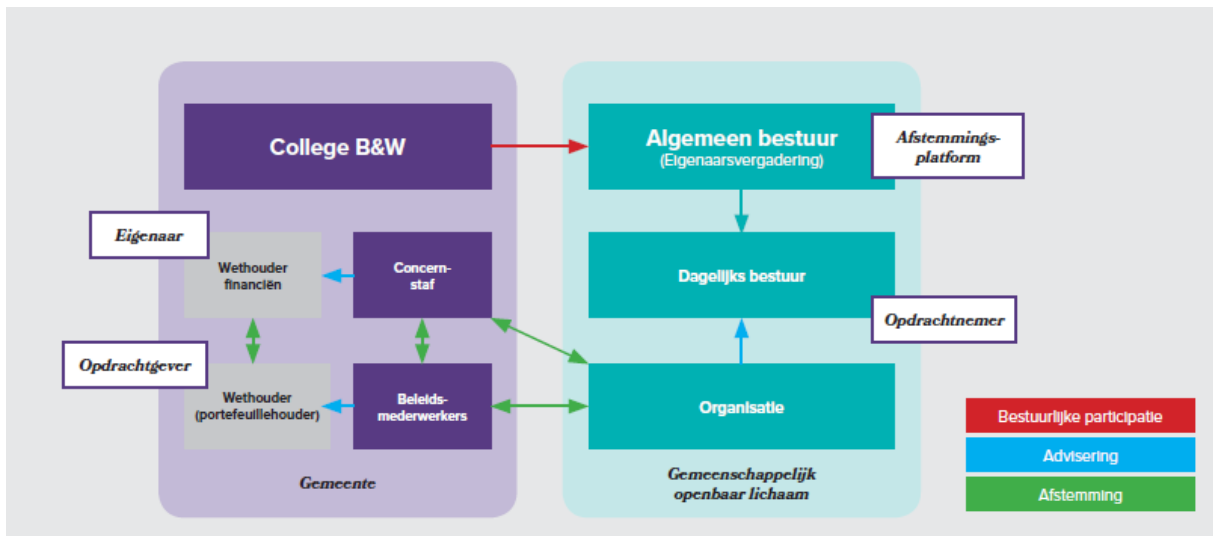 College B&W
Algemeen bestuur
(Eigenaarsvergadering)
Afstemmings-
platform
Eigenaar
Wethouder
financiën
Concern-
staf
Dagelijks bestuur
Opdrachtnemer
Opdrachtgever
Wethouder
(portefeuillehouder)
Beleids-
mederwerkers
Organisatie
Gemeente
Gemeenschappelijk
openbaar lichaam
Bestuurlijke participatie
Advisering
Afstemming